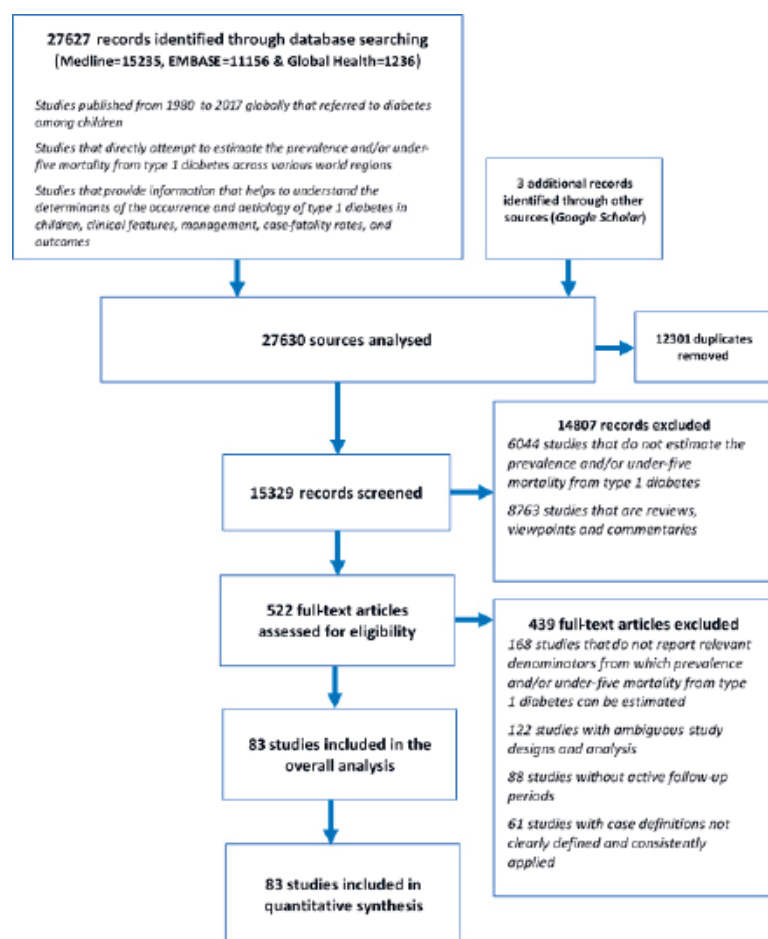 27627 records identified through database searching
(Medline=15235, EMBASE=11156 & Global Health=1236)
Studies published from 1980 to 2017 globally that referred to diabetes
among children
Studies that directly attempt to estimate the prevalence and/or under-
five mortality from type 1 diabetes across various world regions
Studies that provide information that helps to understand the
determinants of the occurrence and aetiology of type 1 diabetes in
children, clinical features, management, case-fatality rates, and
outcomes
3 additional records
identified through other
sources (Google Scholar)
27630 sources analysed
12301 duplicates
removed
14807 records excluded
6044 studies that do not estimate the
prevalence and/or under-five
mortality from type 1 diabetes
8763 studies that are reviews,
viewpoints and commentaries
15329 records screened
522 full-text articles
assessed for eligibility
439 full-text articles excluded
168 studies that do not report relevant
denominators from which prevalence
and/or under-five mortality from type
1 diabetes can be estimated
122 studies with ambiguous study
designs and analysis
88 studies without active follow-up
periods
61 studies with case definitions not
clearly defined and consistently
applied
83 studies included in the
overall analysis
83 studies included in
quantitative synthesis